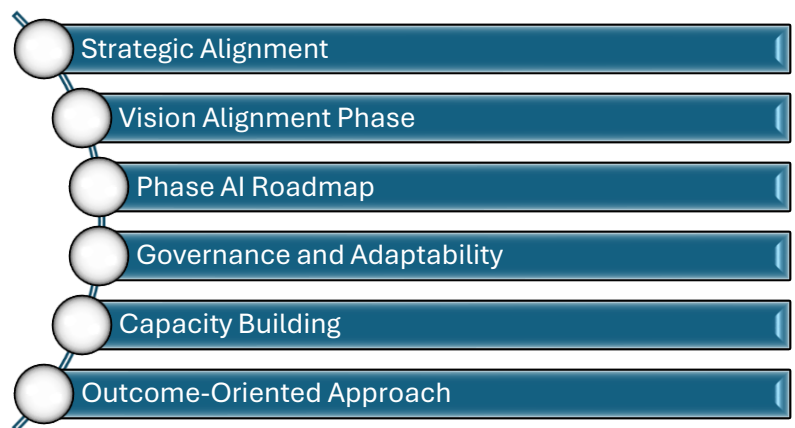 Strategic Alignment
Vision Alignment Phase
Phase AI Roadmap
Governance and Adaptability
Capacity Building
Outcome-Oriented Approach